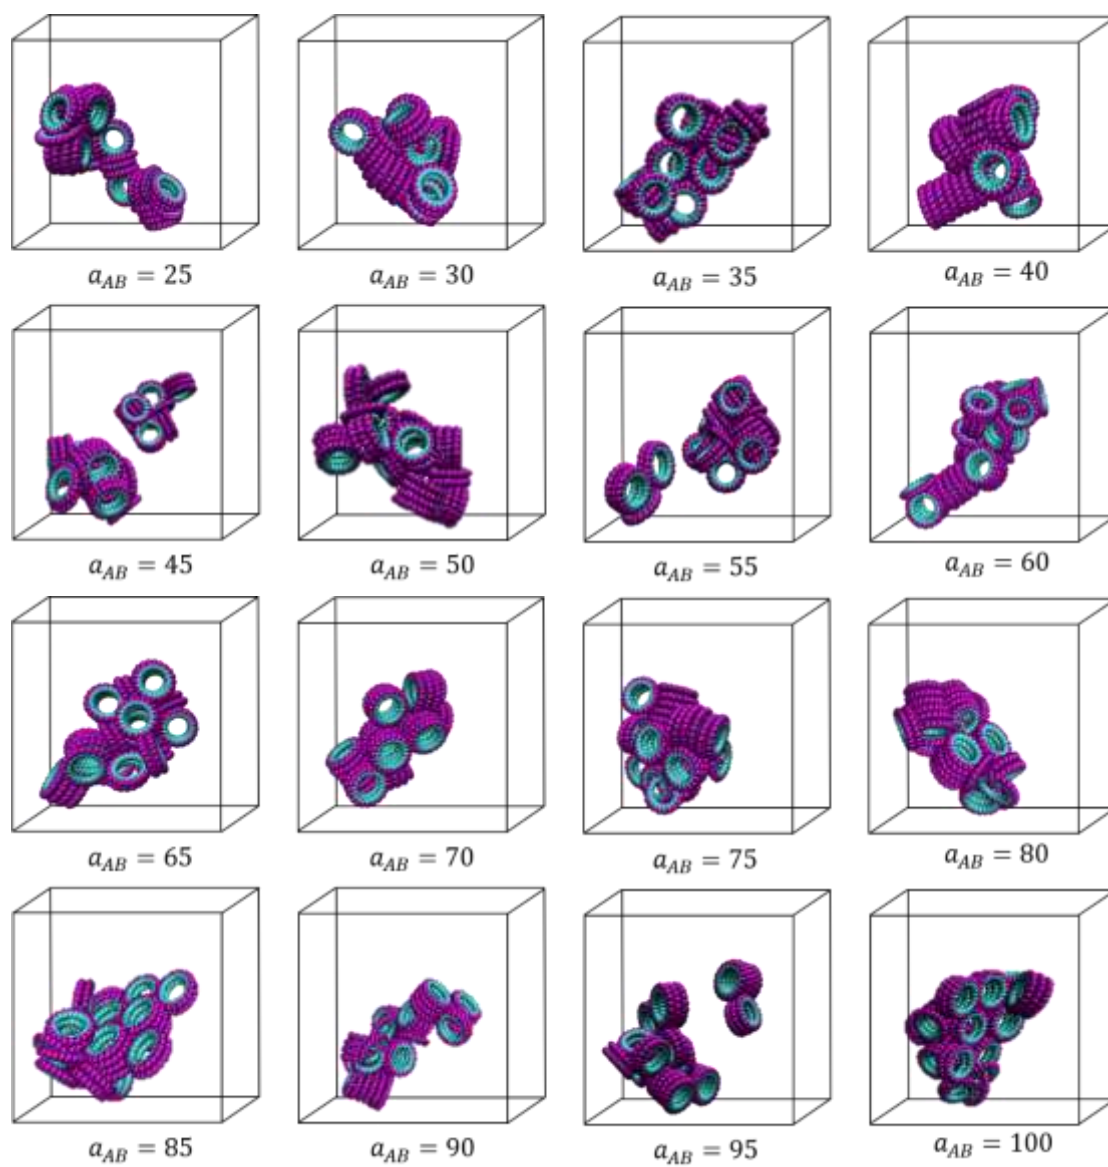 a_AB = 25
a_AB = 30
a_AB = 35
a_AB = 40
a_AB = 45
a_AB = 50
a_AB = 55
a_AB = 60
a_AB = 65
a_AB = 70
a_AB = 75
a_AB = 80
a_AB = 85
a_AB = 90
a_AB = 95
a_AB = 100